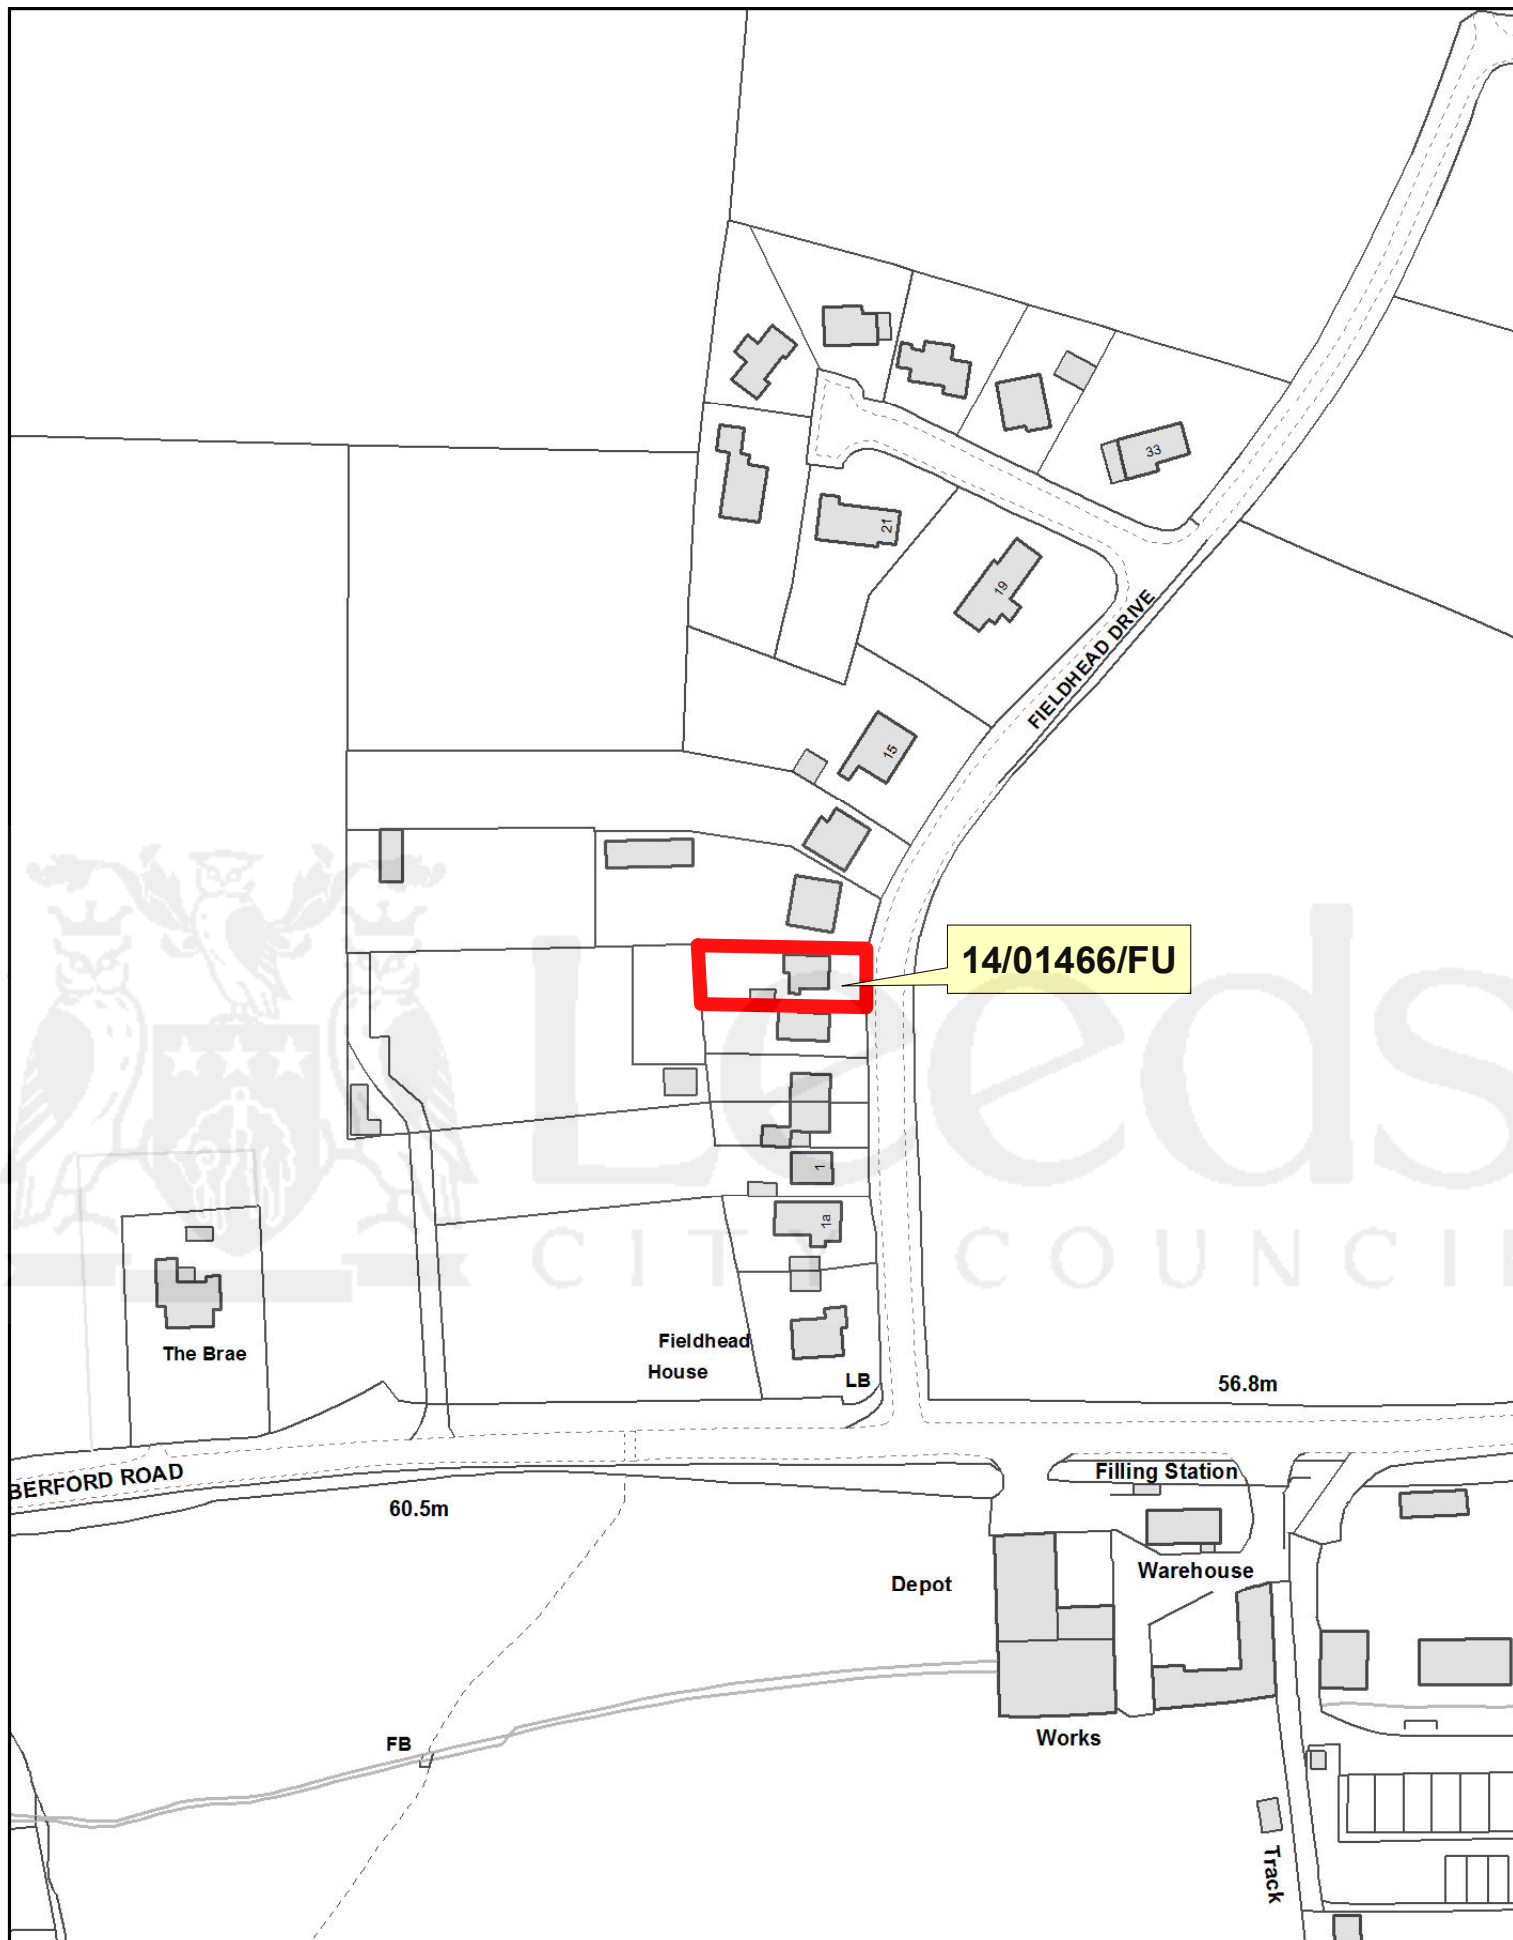 33
21
19
FIELDHEAD DRIVE
15
14/01466/FU
Leeds
1
1a
CITY COUNCI
The Brae
Fieldhead
House
LB
56.8m
BERFORD ROAD
60.5m
Filling Station
Depot
Warehouse
FB
Works
Track